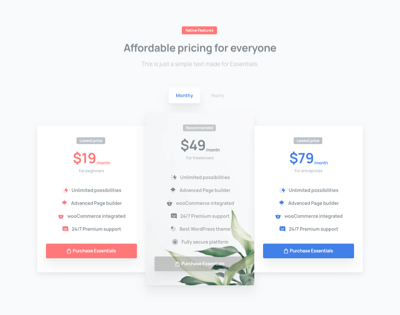 Native Features
Affordable pricing for everyone
This is just a simple text made for Essentials
Monthly
Yearly
Lowest price
$19/month
For beginners
Unlimited possibilities
Advanced Page builder
wooCommerce integrated
24/7 Premium support
Purchase Essentials
$49/month
For freelancers
Unlimited possibilities
Advanced Page builder
wooCommerce integrated
24/7 Premium support
Best WordPress theme
Fully secure platform
Purchase Essentials
Lowest price
$79/month
For enterprises
Unlimited possibilities
Advanced Page builder
wooCommerce integrated
24/7 Premium support
Purchase Essentials